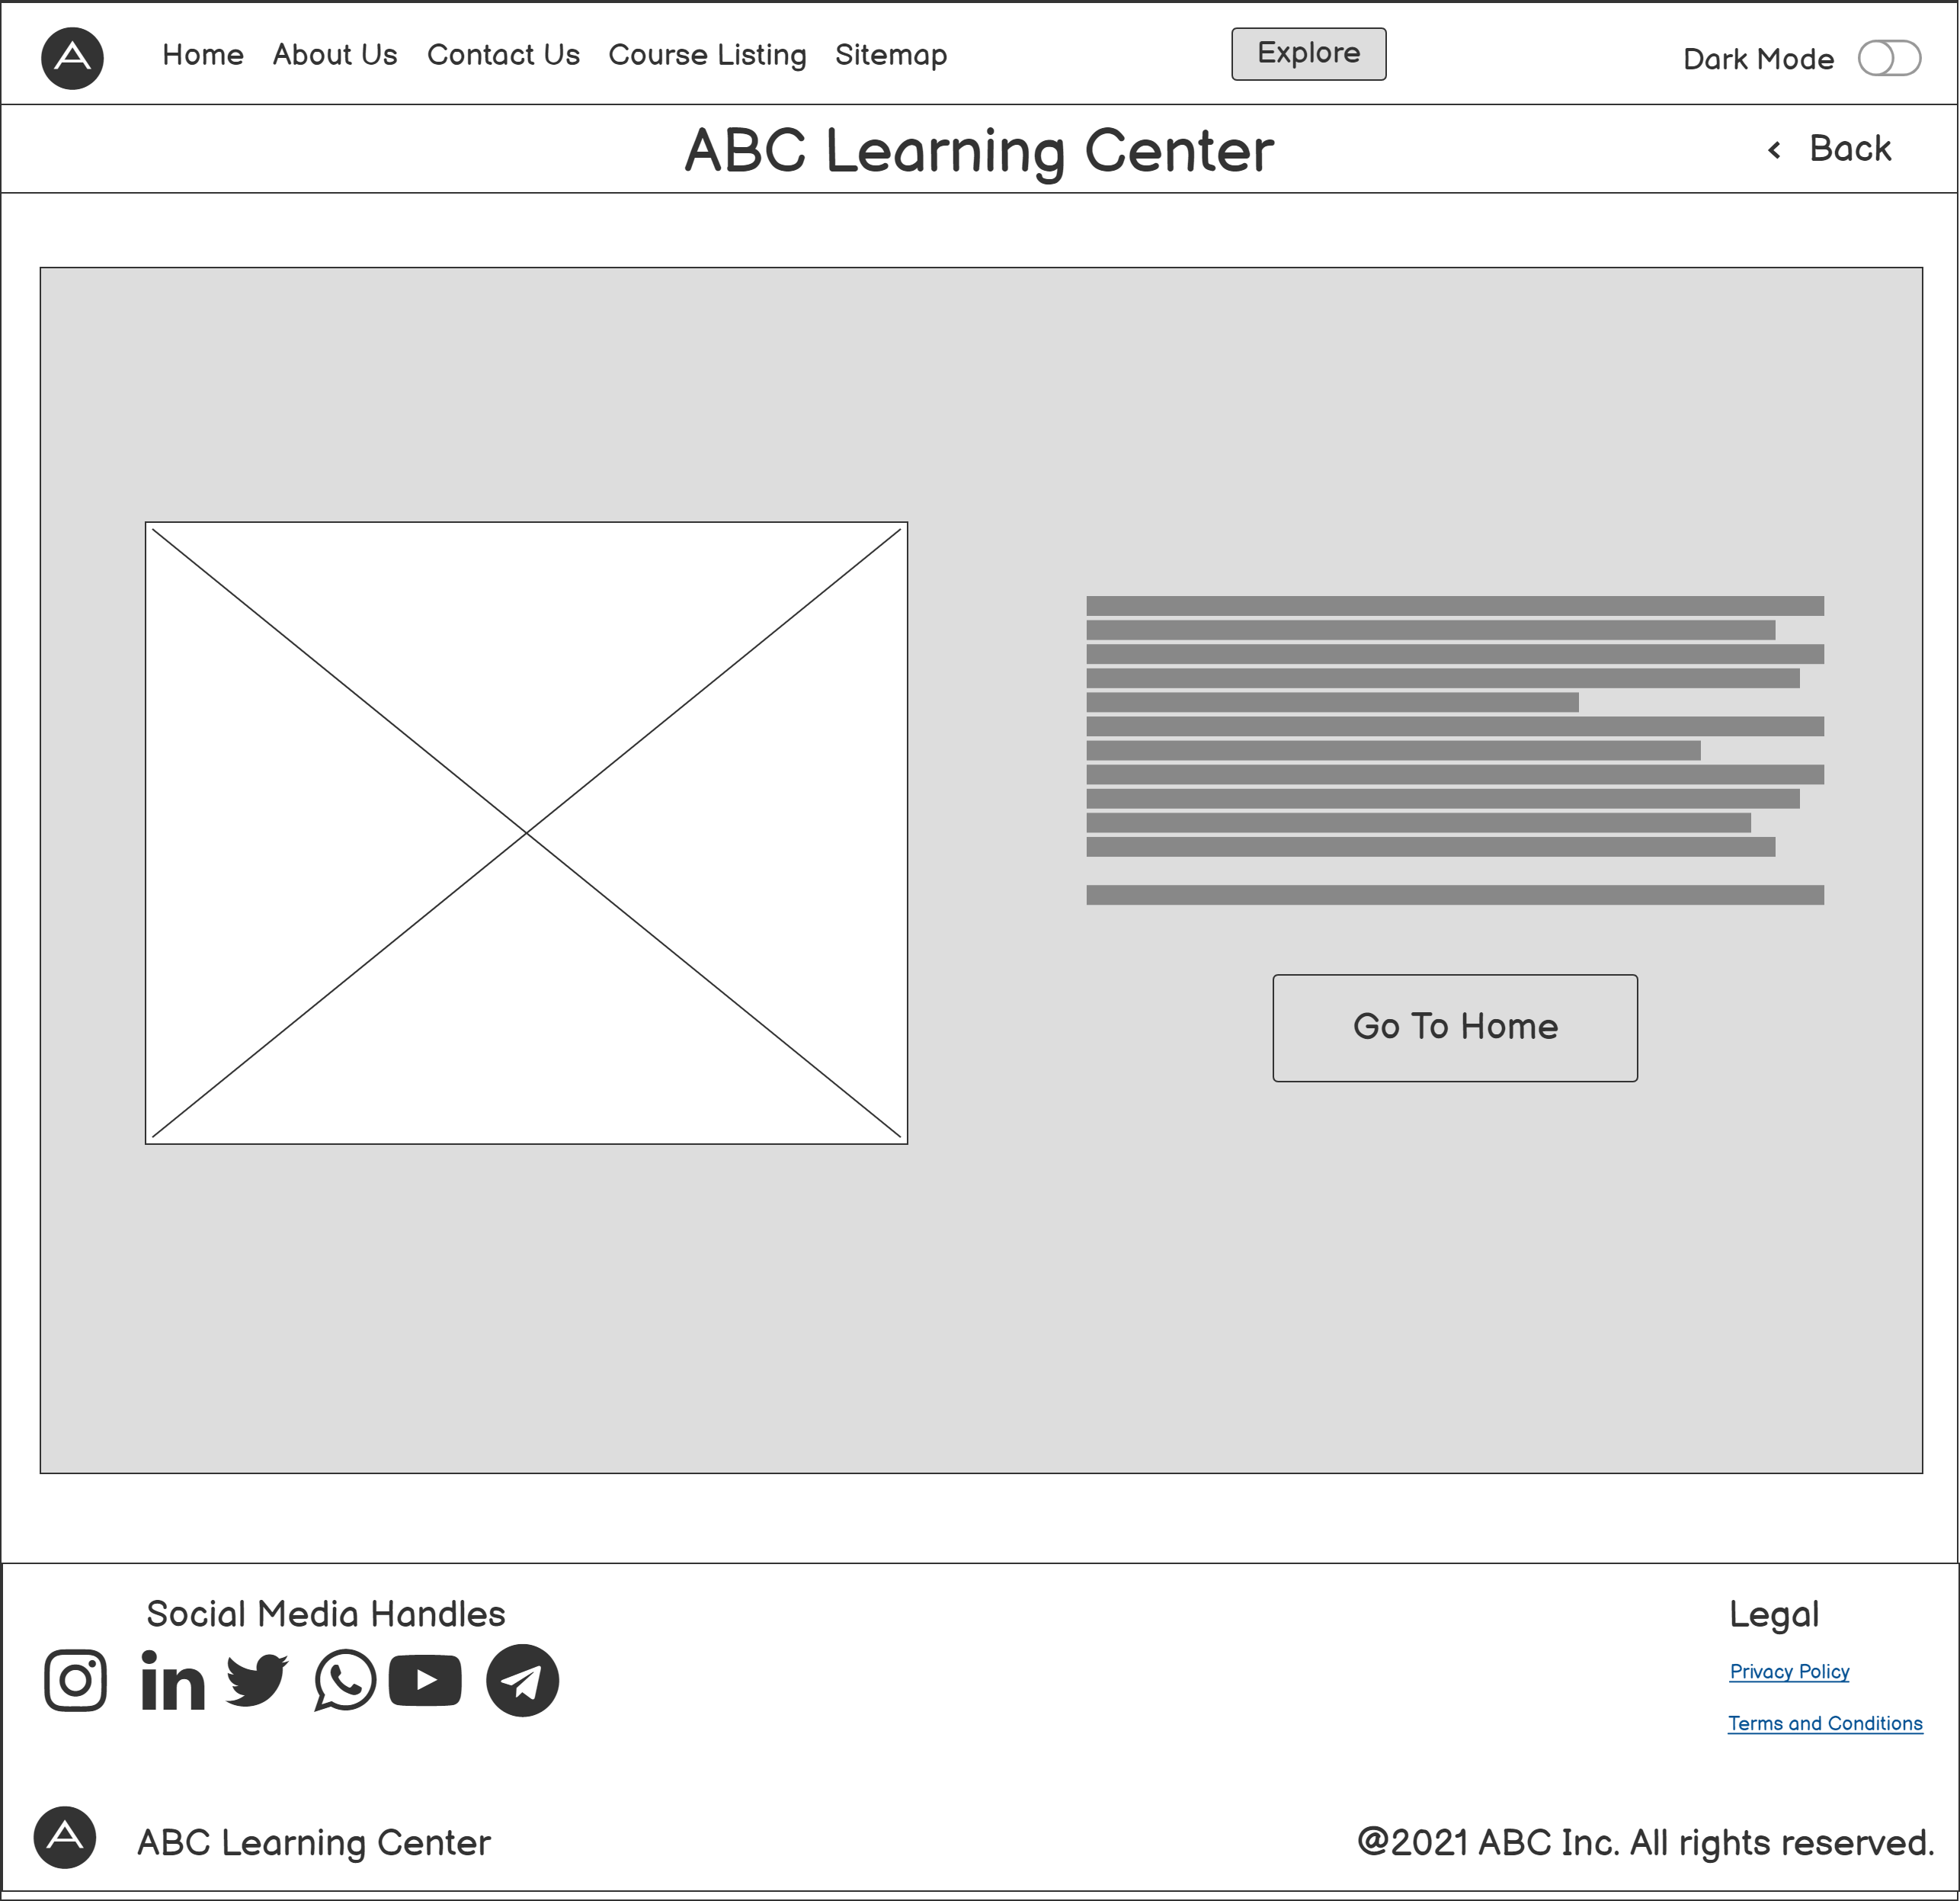 A Home About Us Contact Us Course Listing Sitemap Explore Dark Mode
ABC Learning Center < Back
Go To Home
Social Media Handles Legal
in
Privacy Policy
Terms and Conditions
A ABC Learning Center @2021 ABC Inc. All rights reserved.